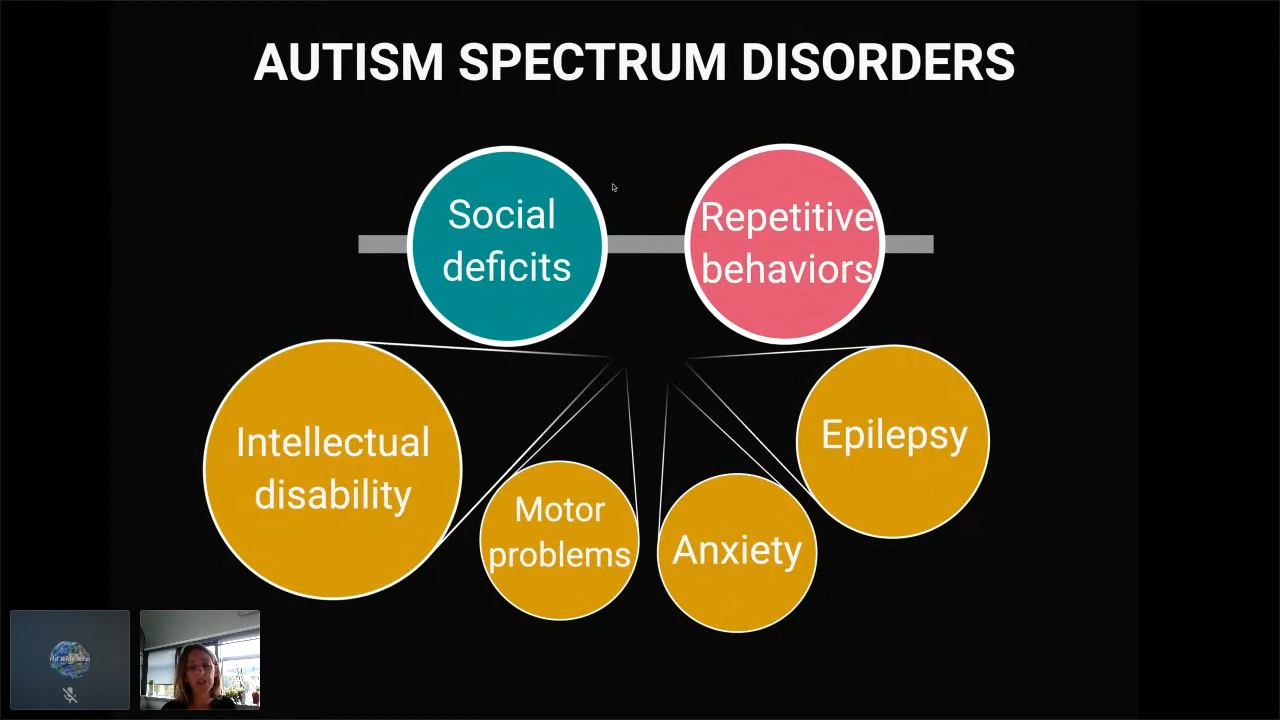 AUTISM SPECTRUM DISORDERS
Social
deficits
Repetitive
behaviors
Intellectual
disability
Motor
problems
Anxiety
Epilepsy